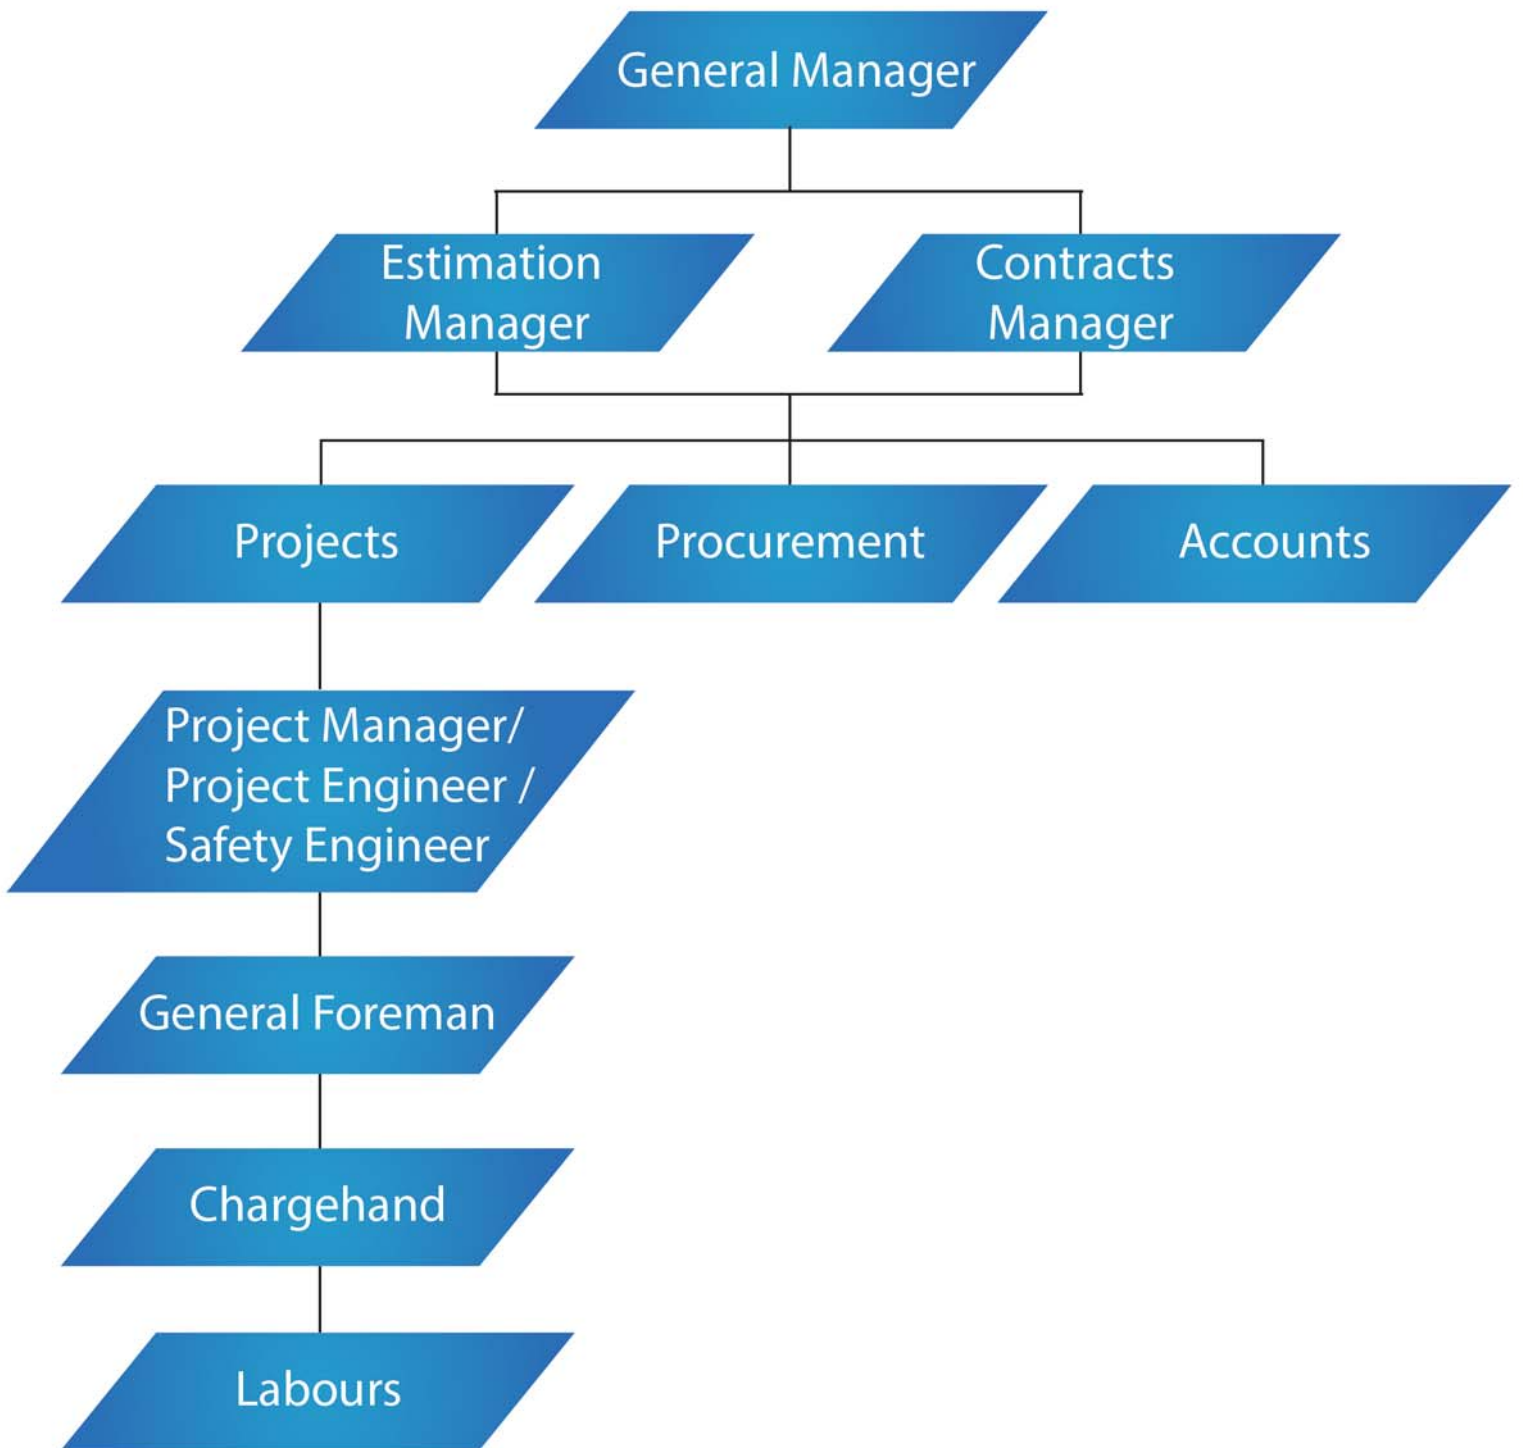 General Manager
Estimation
Manager
Contracts
Manager
Projects
Procurement
Accounts
Project Manager/
Project Engineer /
Safety Engineer
General Foreman
Chargehand
Labours